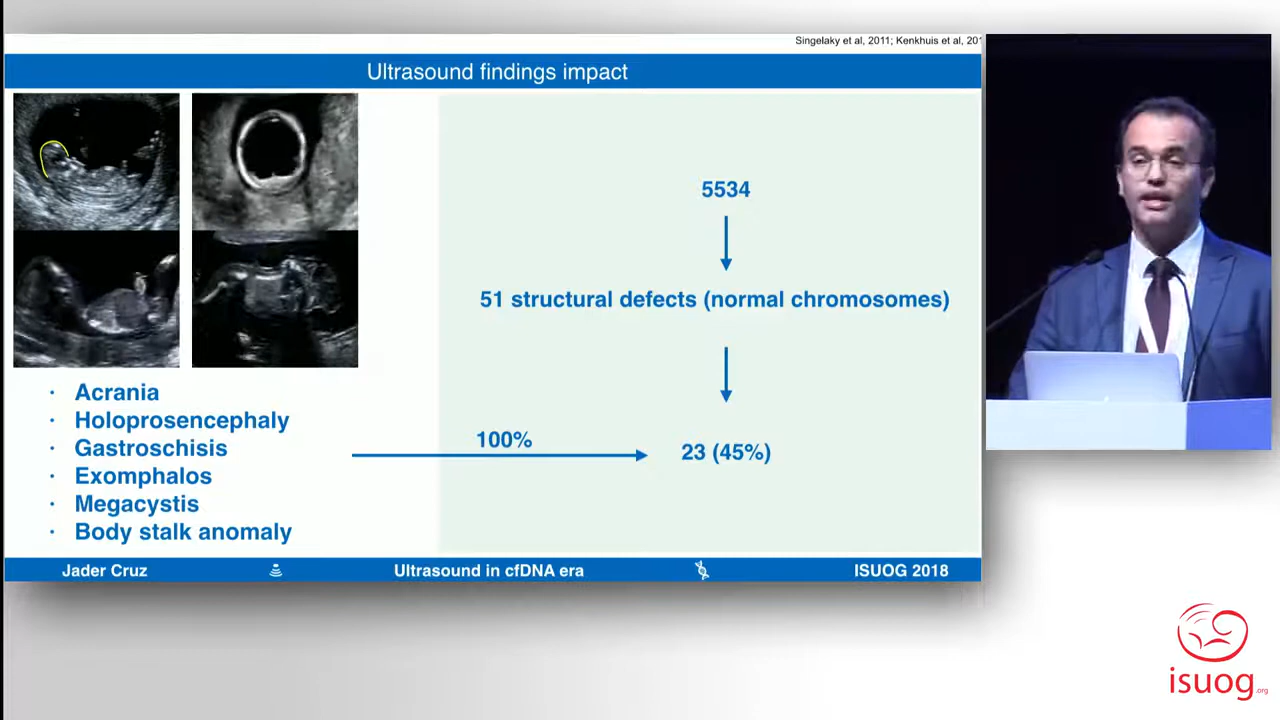 Singelaky et al, 2011; Kenkhuis et al, 201
Ultrasound findings impact
5534
51 structural defects (normal chromosomes)
· Acrania
· Holoprosencephaly
· Gastroschisis
· Exomphalos
· Megacystis
· Body stalk anomaly
100%
23 (45%)
Jader Cruz
Ultrasound in cfDNA era
ISUOG 2018
isuog.org